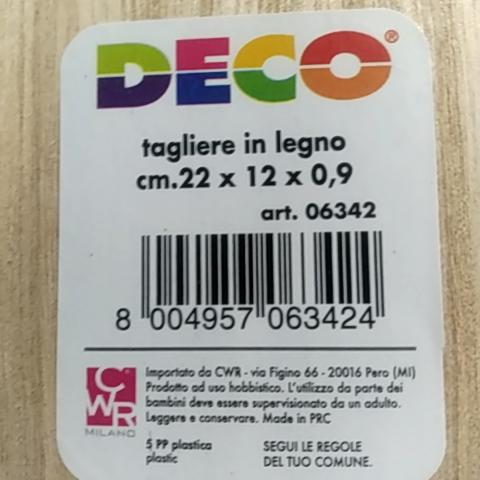 DECO®
tagliere in legno
cm.22 x 12 x 0,9
art. 06342
8 004957 063424
Importato da CWR - via Figino 66 - 20016 Pero (MI)
Prodotto ad uso hobbistico. L'utilizzo da parte dei
bambini deve essere supervisionato da un adulto.
Leggere e conservare. Made in PRC
CWR
MILANO
5 PP plastica
plastic
SEGUI LE REGOLE
DEL TUO COMUNE.